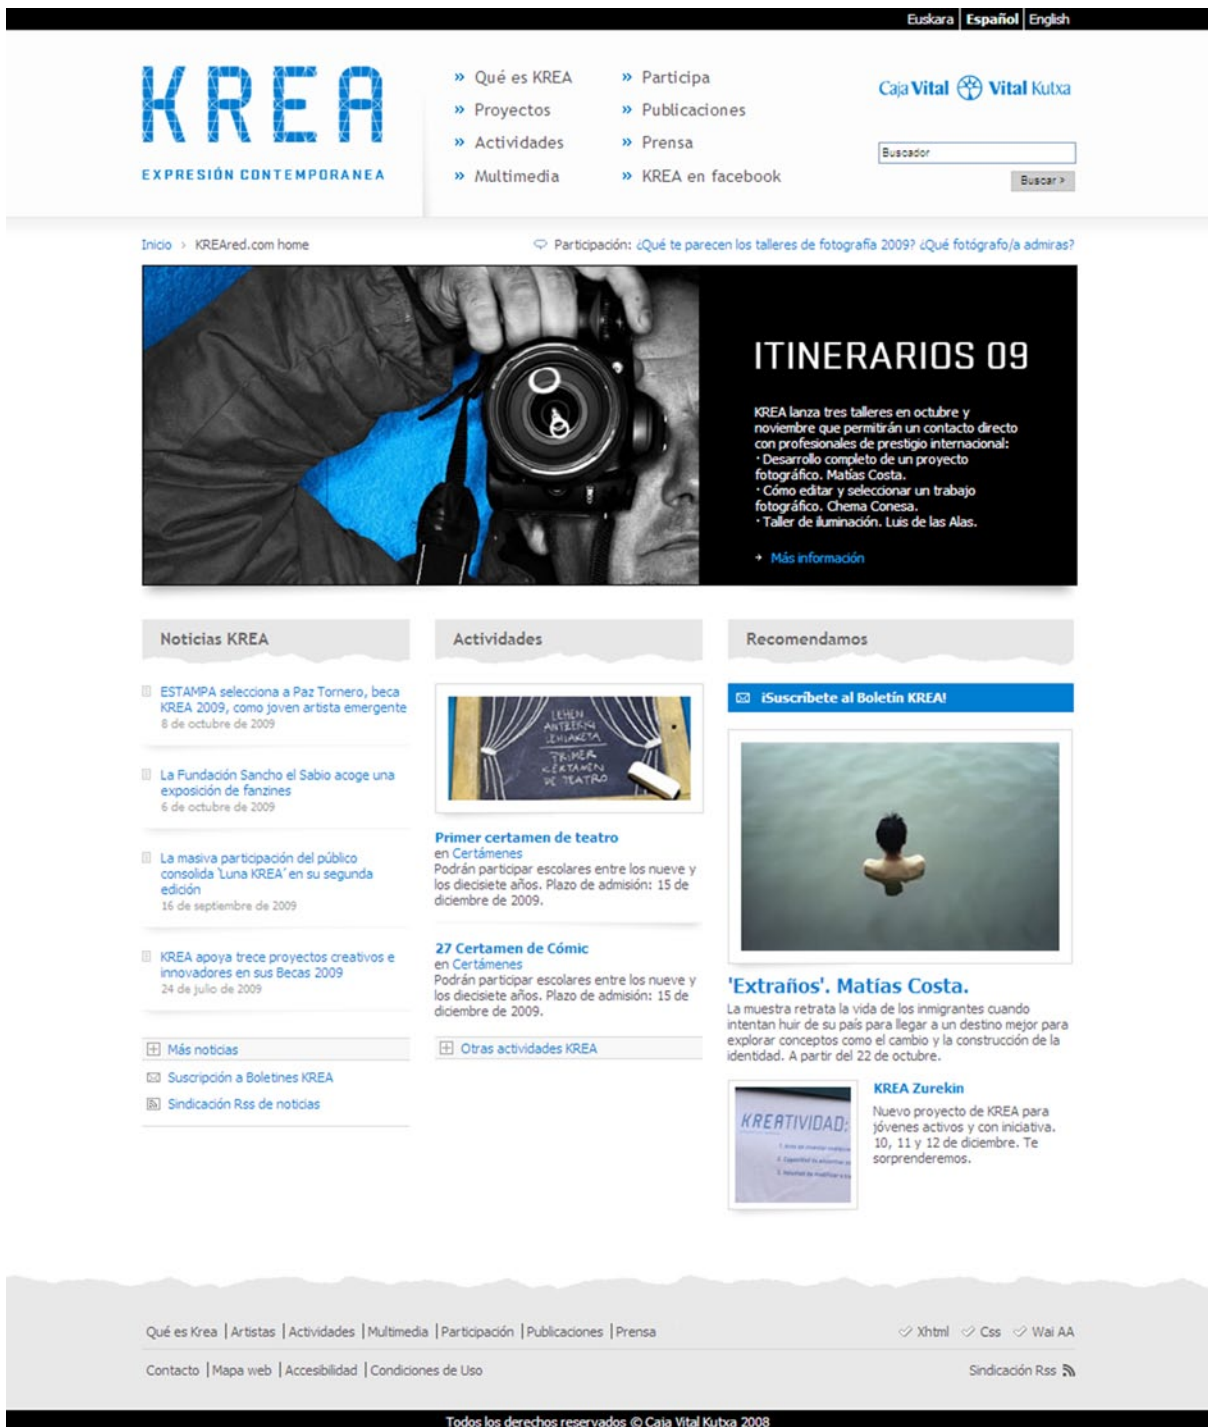 Euskara Español English
KREA
EXPRESIÓN CONTEMPORANEA
» Qué es KREA
» Proyectos
» Actividades
» Multimedia
» Participa
» Publicaciones
» Prensa
» KREA en facebook
Caja Vital Vital Kutxa
Buscador
Buscar >
Inicio > KREAred.com home
Participación: ¿Qué te parecen los talleres de fotografía 2009? ¿Qué fotógrafo/a admiras?
ITINERARIOS 09
KREA lanza tres talleres en octubre y
noviembre que permitirán un contacto directo
con profesionales de prestigio internacional:
· Desarrollo completo de un proyecto
fotográfico. Matías Costa.
· Cómo editar y seleccionar un trabajo
fotográfico. Chema Conesa.
· Taller de iluminación. Luis de las Alas.
Más información
Noticias KREA
ESTAMPA selecciona a Paz Tornero, beca
KREA 2009, como joven artista emergente
8 de octubre de 2009
La Fundación Sancho el Sabio acoge una
exposición de fanzines
6 de octubre de 2009
La masiva participación del público
consolida 'Luna KREA' en su segunda
edición
16 de septiembre de 2009
KREA apoya trece proyectos creativos e
innovadores en sus Becas 2009
24 de julio de 2009
Más noticias
Suscripción a Boletines KREA
Sindicación Rss de noticias
Actividades
LEHEN
ANTZERKI
LEHIAKETA
PRIMER
CERTAMEN
DE TEATRO
Primer certamen de teatro
en Certámenes
Podrán participar escolares entre los nueve y
los diecisiete años. Plazo de admisión: 15 de
diciembre de 2009.
27 Certamen de Cómic
en Certámenes
Podrán participar escolares entre los nueve y
los diecisiete años. Plazo de admisión: 15 de
diciembre de 2009.
Otras actividades KREA
Recomendamos
¡Suscríbete al Boletín KREA!
'Extraños'. Matías Costa.
La muestra retrata la vida de los inmigrantes cuando
intentan huir de su país para llegar a un destino mejor para
explorar conceptos como el cambio y la construcción de la
identidad. A partir del 22 de octubre.
KREATIVIDAD:
KREA Zurekin
Nuevo proyecto de KREA para
jóvenes activos y con iniciativa.
10, 11 y 12 de diciembre. Te
sorprenderemos.
Qué es Krea | Artistas | Actividades | Multimedia | Participación | Publicaciones | Prensa
Xhtml Css Wai AA
Contacto | Mapa web | Accesibilidad | Condiciones de Uso
Sindicación Rss
Todos los derechos reservados © Caja Vital Kutxa 2008